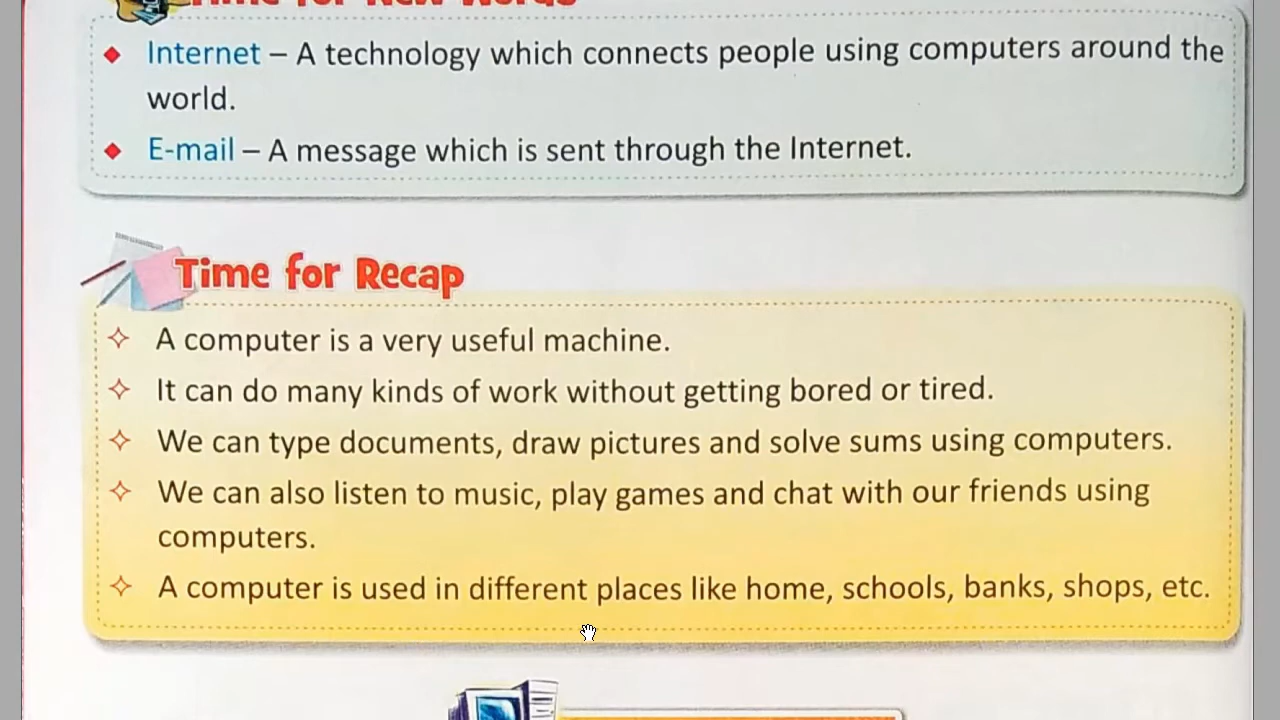 Time for New Words
Internet – A technology which connects people using computers around the
world.
E-mail – A message which is sent through the Internet.
Time for Recap
A computer is a very useful machine.
It can do many kinds of work without getting bored or tired.
We can type documents, draw pictures and solve sums using computers.
We can also listen to music, play games and chat with our friends using
computers.
A computer is used in different places like home, schools, banks, shops, etc.